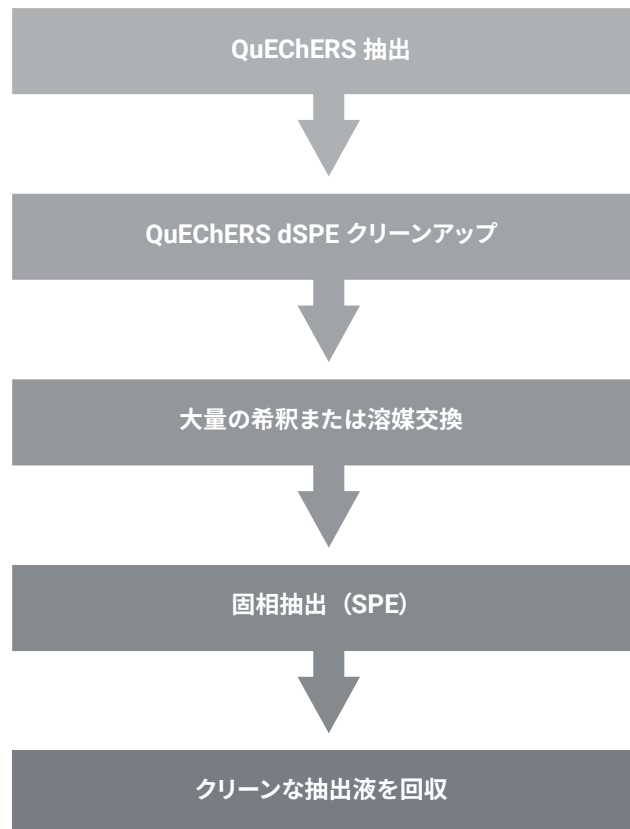 QuEChERS 抽出
QuEChERS dSPE クリーンアップ
大量の希釈または溶媒交換
固相抽出（SPE）
クリーンな抽出液を回収